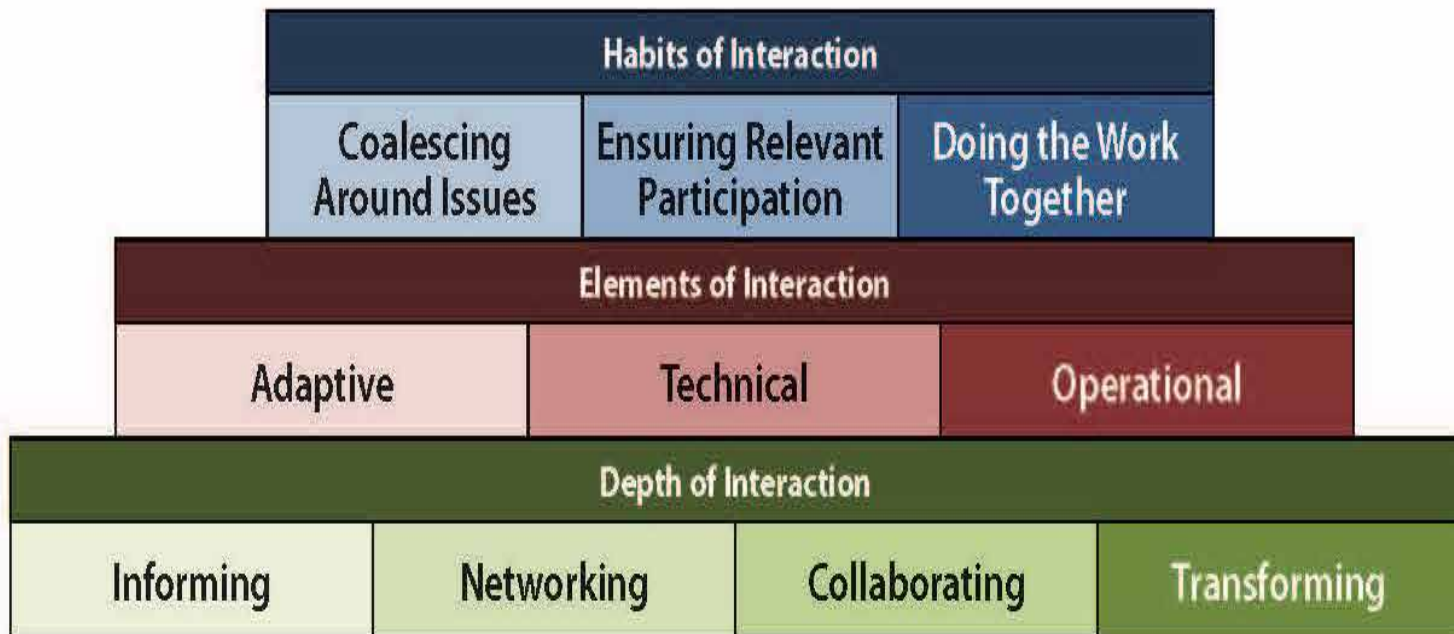 Habits of Interaction
Coalescing
Around Issues
Ensuring Relevant
Participation
Doing the Work
Together
Elements of Interaction
Adaptive
Technical
Operational
Depth of Interaction
Informing
Networking
Collaborating
Transforming